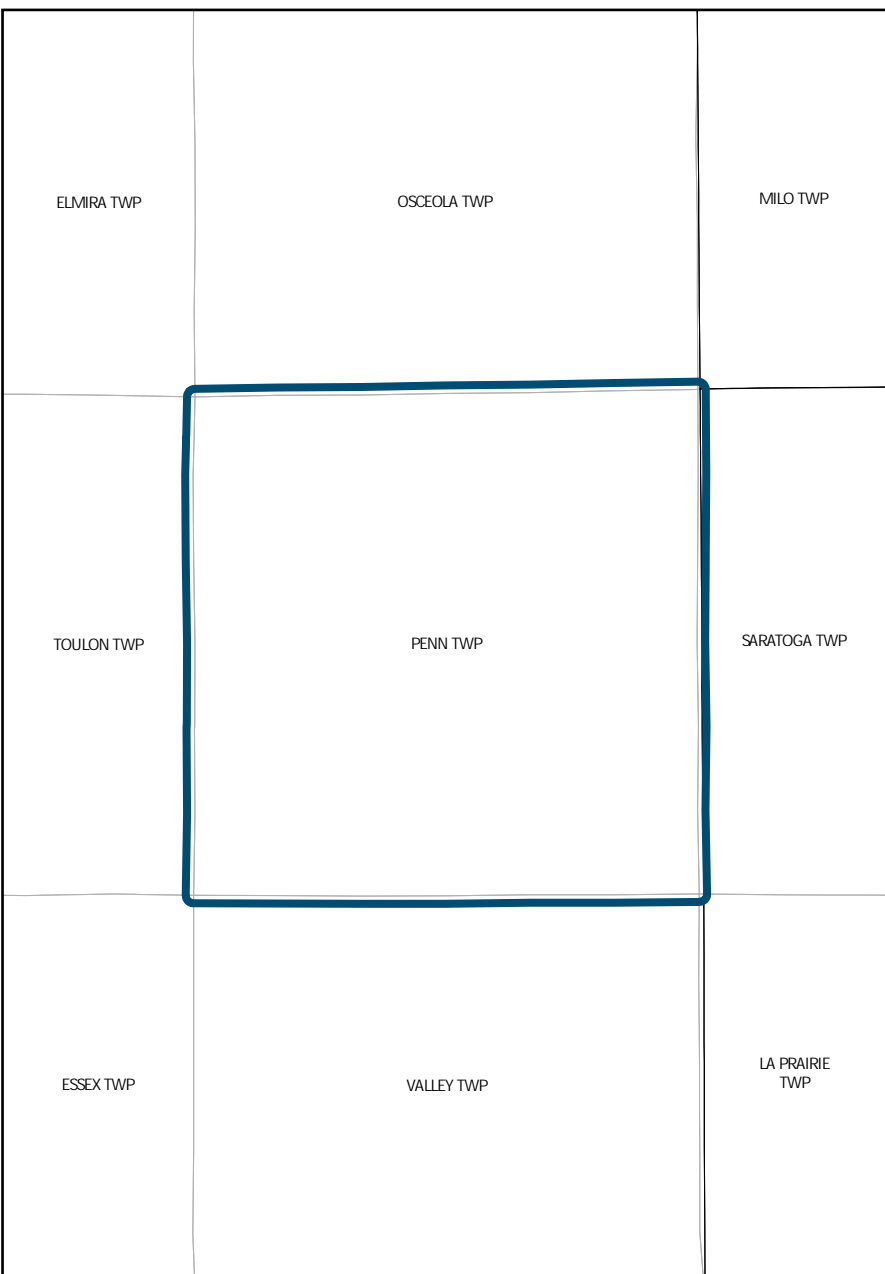 ELMIRA TWP
OSCEOLA TWP
MILO TWP
TOULON TWP
PENN TWP
SARATOGA TWP
ESSEX TWP
VALLEY TWP
LA PRAIRIE
TWP